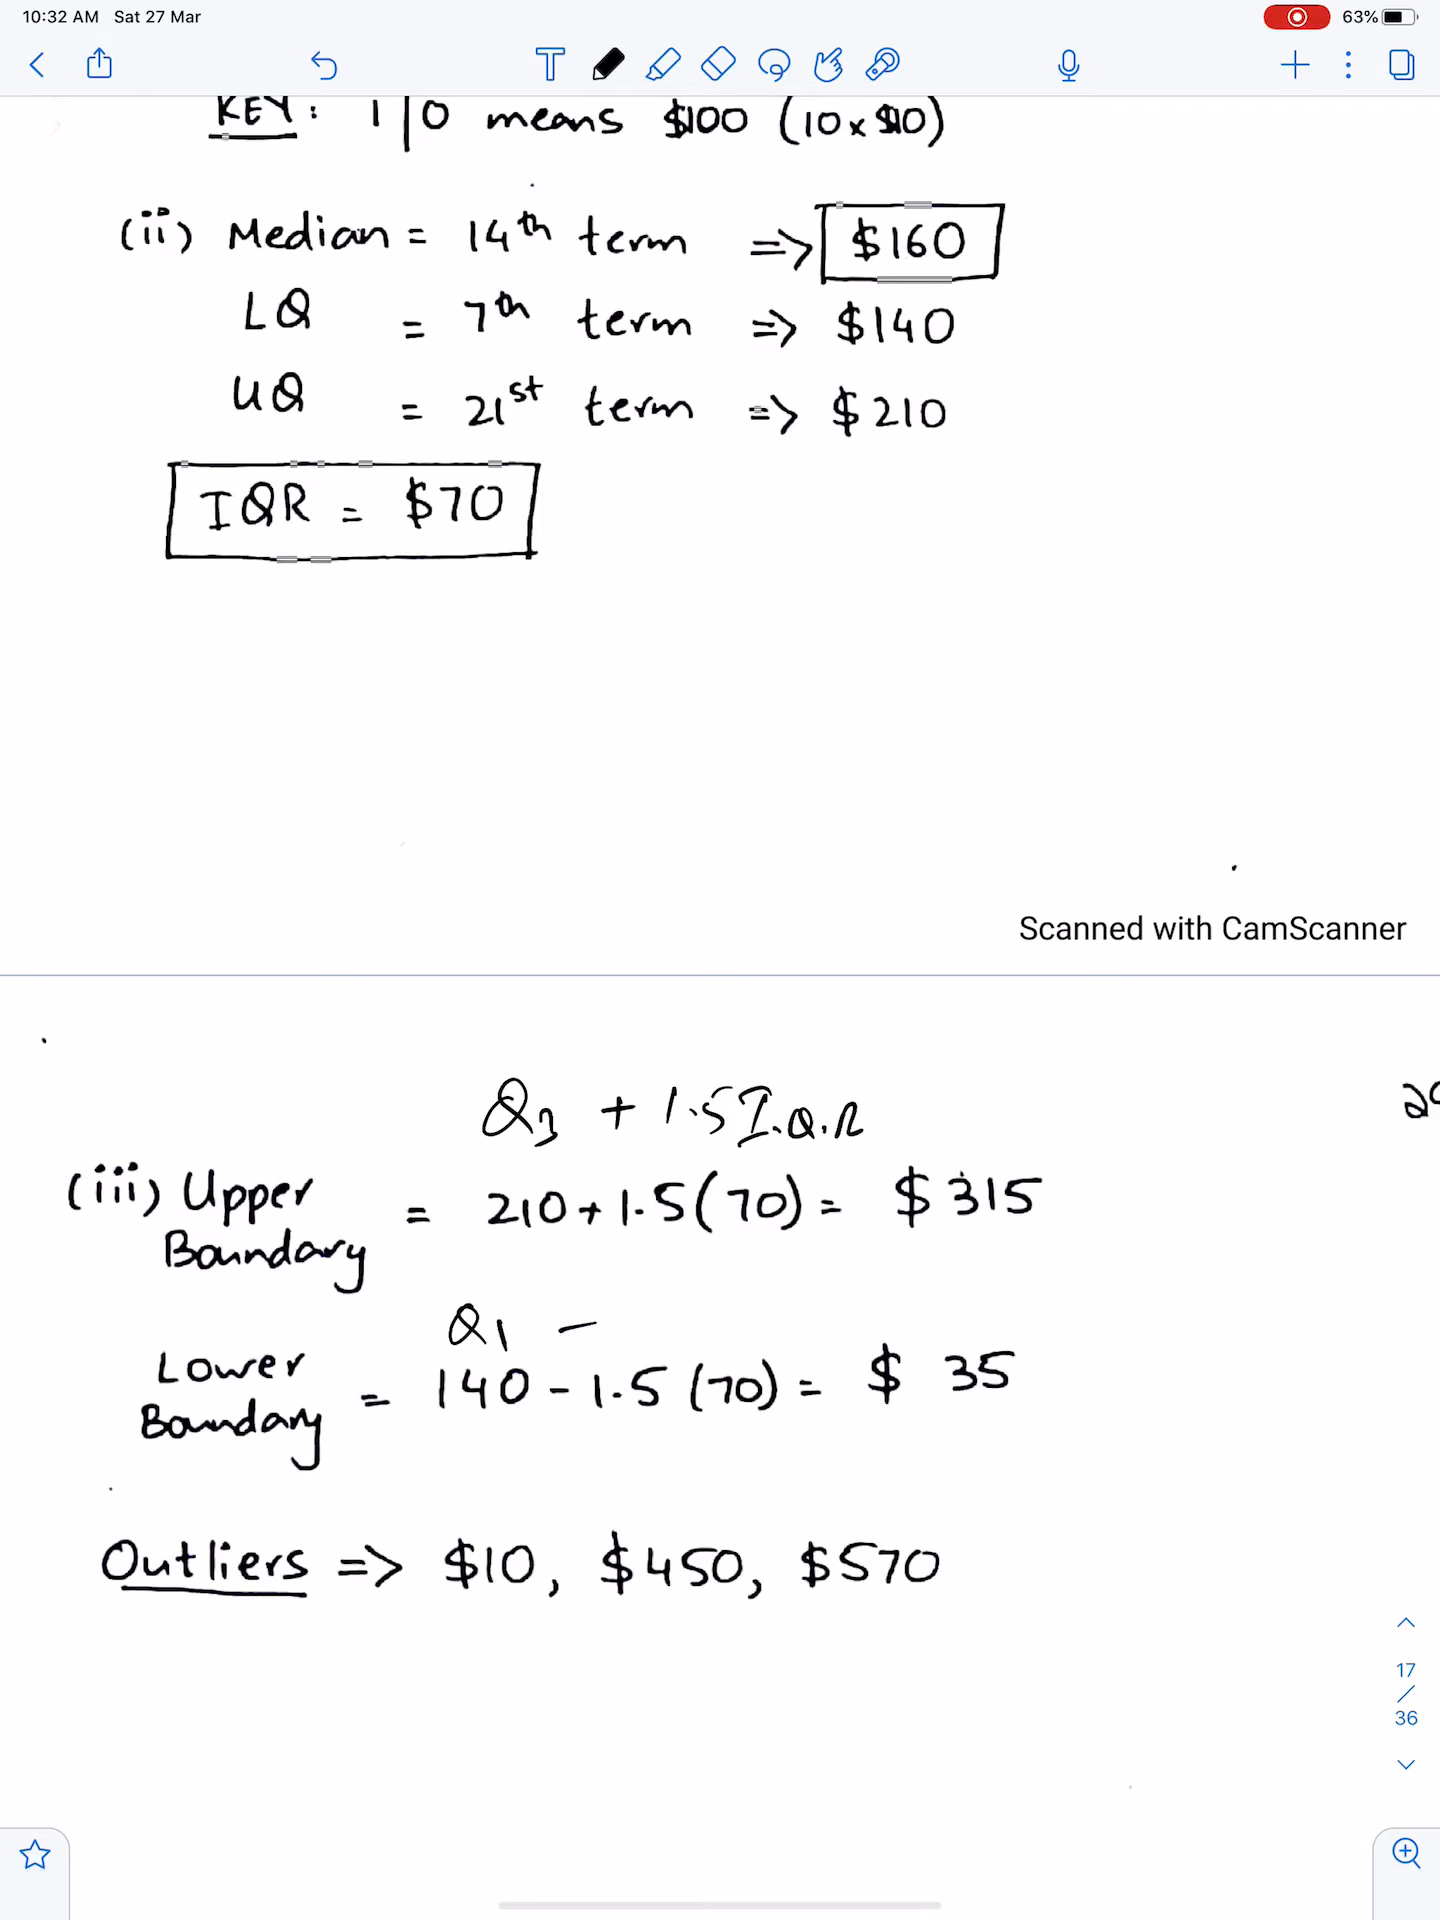 10:32 AM Sat 27 Mar 63%
KEY: 1|0 means $100 (10 x $10)
(ii) Median = 14th term => $160
LQ = 7th term => $140
UQ = 21st term => $210
IQR = $70
Scanned with CamScanner
Q3 + 1.5 I.Q.R
(iii) Upper Boundary = 210 + 1.5(70) = $315
Q1 -
Lower Boundary = 140 - 1.5(70) = $ 35
Outliers => $10, $450, $570
17
/
36